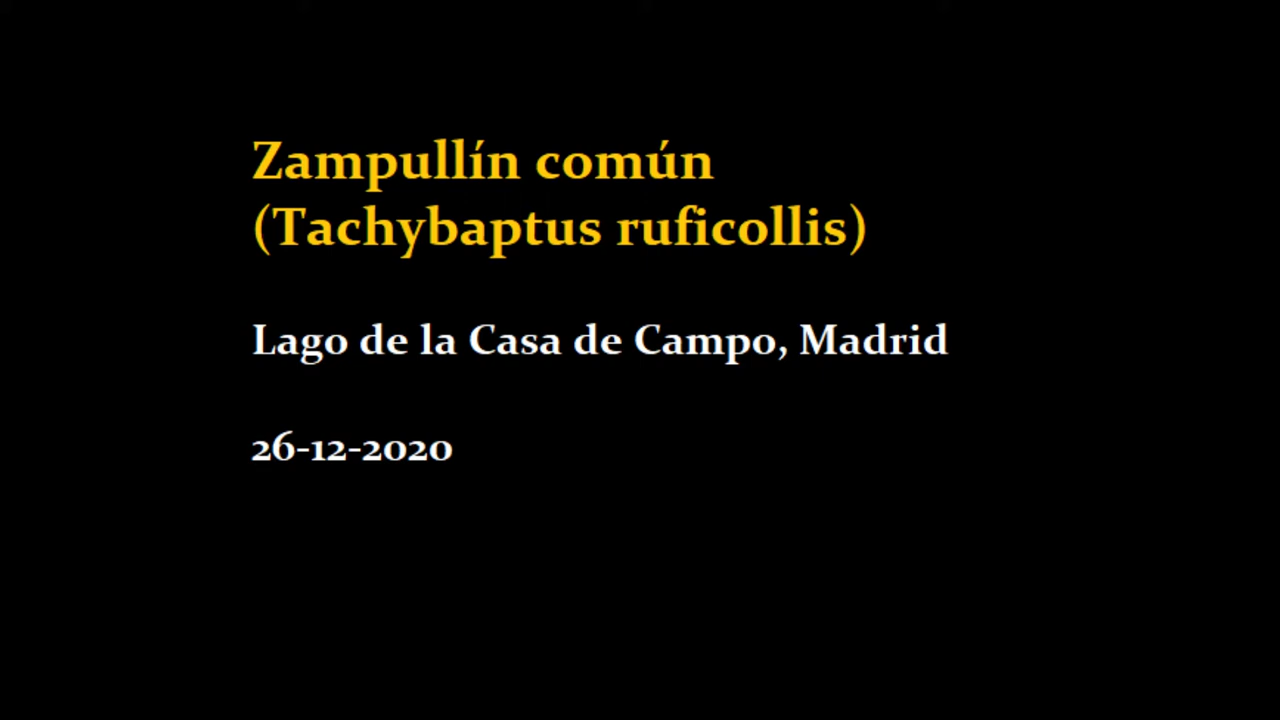 Zampullín común
(Tachybaptus ruficollis)
Lago de la Casa de Campo, Madrid
26-12-2020